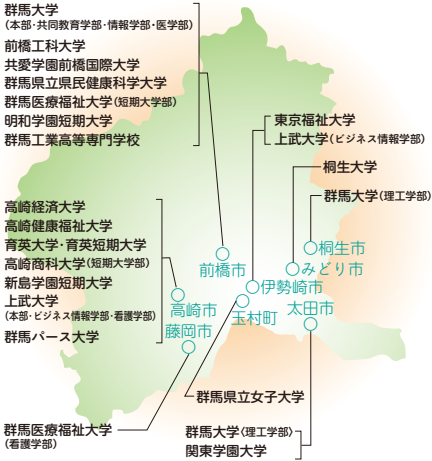 群馬大学
(本部・共同教育学部・情報学部・医学部)
前橋工科大学
共愛学園前橋国際大学
群馬県立県民健康科学大学
群馬医療福祉大学(短期大学部)
明和学園短期大学
群馬工業高等専門学校
東京福祉大学
上武大学(ビジネス情報学部)
桐生大学
群馬大学(理工学部)
高崎経済大学
高崎健康福祉大学
育英大学・育英短期大学
高崎商科大学(短期大学部)
新島学園短期大学
上武大学
(本部・ビジネス情報学部・看護学部)
群馬パース大学
前橋市
桐生市
みどり市
伊勢崎市
高崎市
玉村町
太田市
藤岡市
群馬県立女子大学
群馬医療福祉大学
(看護学部)
群馬大学〈理工学部〉
関東学園大学